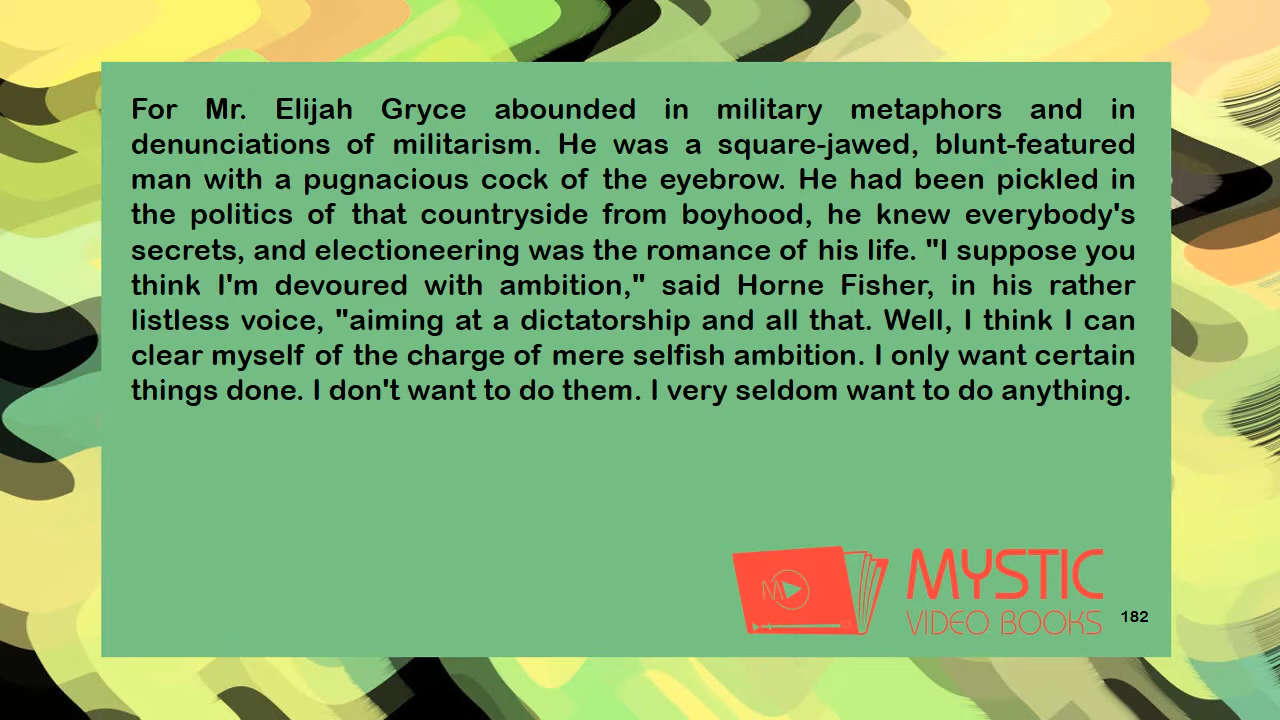 For Mr. Elijah Gryce abounded in military metaphors and in
denunciations of militarism. He was a square-jawed, blunt-featured
man with a pugnacious cock of the eyebrow. He had been pickled in
the politics of that countryside from boyhood, he knew everybody's
secrets, and electioneering was the romance of his life. "I suppose you
think I'm devoured with ambition," said Horne Fisher, in his rather
listless voice, "aiming at a dictatorship and all that. Well, I think I can
clear myself of the charge of mere selfish ambition. I only want certain
things done. I don't want to do them. I very seldom want to do anything.
M
MYSTIC
VIDEO BOOKS
182